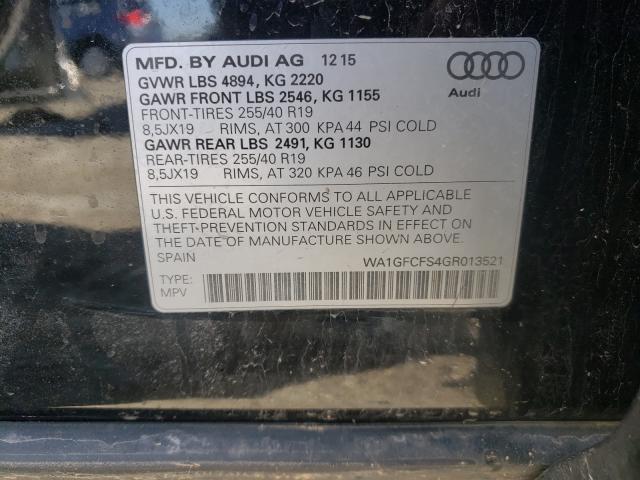 MFD. BY AUDI AG 12 15
GVWR LBS 4894, KG 2220
GAWR FRONT LBS 2546, KG 1155
FRONT-TIRES 255/40 R19
8,5JX19 RIMS, AT 300 KPA 44 PSI COLD
GAWR REAR LBS 2491, KG 1130
REAR-TIRES 255/40 R19
8,5JX19 RIMS, AT 320 KPA 46 PSI COLD
Audi
THIS VEHICLE CONFORMS TO ALL APPLICABLE
U.S. FEDERAL MOTOR VEHICLE SAFETY AND
THEFT-PREVENTION STANDARDS IN EFFECT ON
THE DATE OF MANUFACTURE SHOWN ABOVE.
SPAIN WA1GFCFS4GR013521
TYPE:
MPV